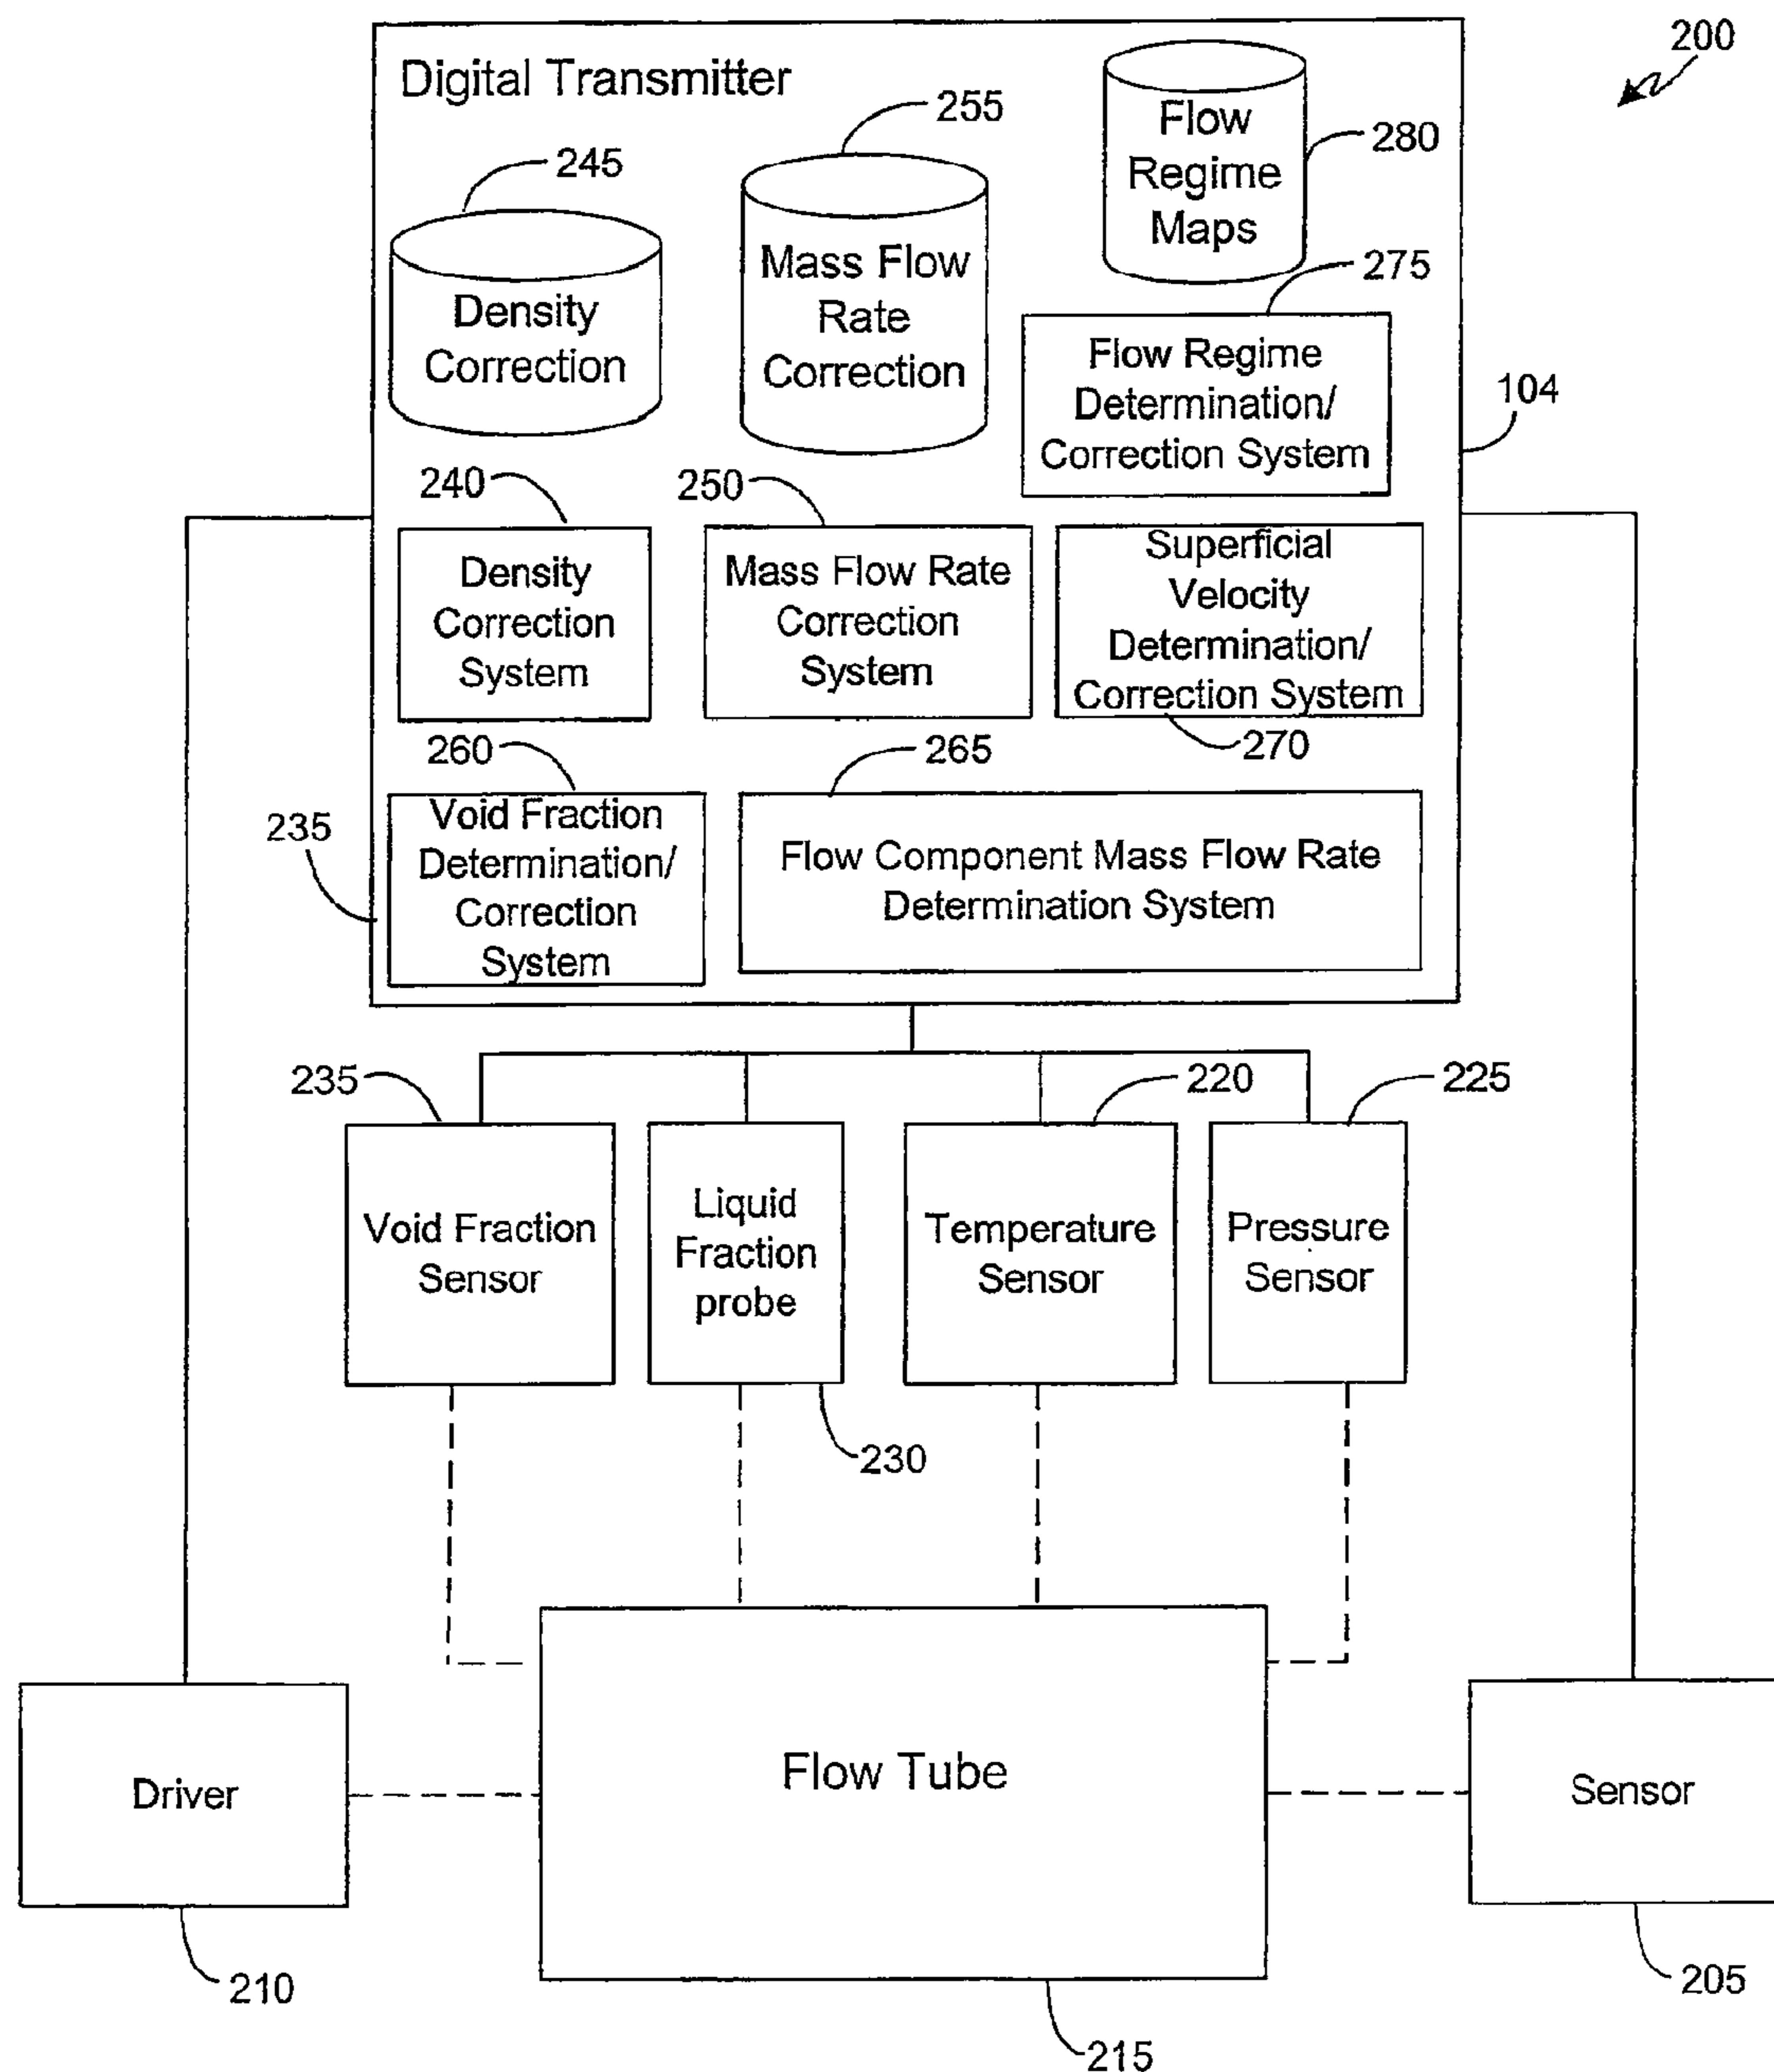 200
Digital Transmitter
255
Flow
Regime
Maps
280
245
Density
Correction
Mass Flow
Rate
Correction
275
Flow Regime
Determination/
Correction System
104
240
Density
Correction
System
250
Mass Flow Rate
Correction
System
Superficial
Velocity
Determination/
Correction System
270
260
Void Fraction
Determination/
Correction
System
235
265
Flow Component Mass Flow Rate
Determination System
235
Void Fraction
Sensor
Liquid
Fraction
probe
230
220
Temperature
Sensor
225
Pressure
Sensor
Driver
210
Flow Tube
215
Sensor
205